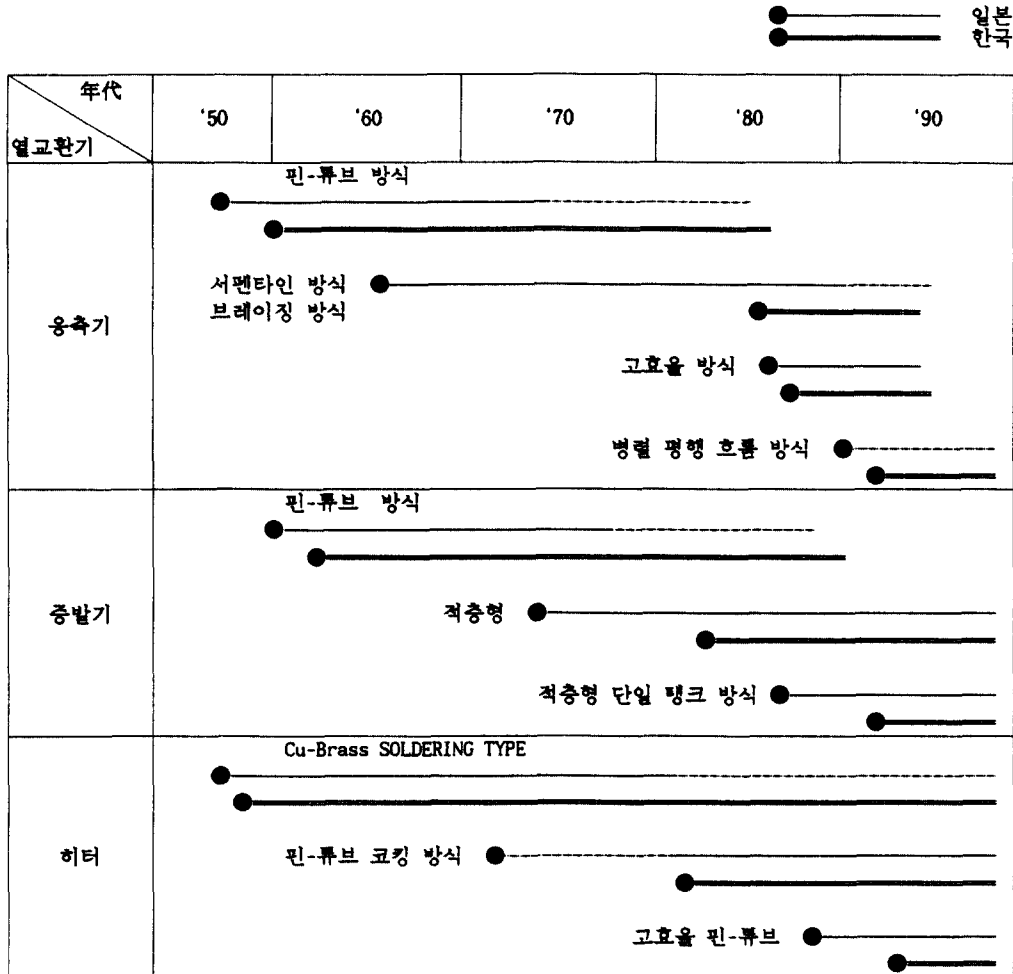 일본
한국
年代
열교환기
'50 '60 '70 '80 '90
핀-튜브 방식
서펜타인 방식
브레이징 방식
응축기
고효율 방식
병렬 평행 흐름 방식
핀-튜브 방식
증발기
적층형
적층형 단일 탱크 방식
Cu-Brass SOLDERING TYPE
히터
핀-튜브 코킹 방식
고효율 핀-튜브